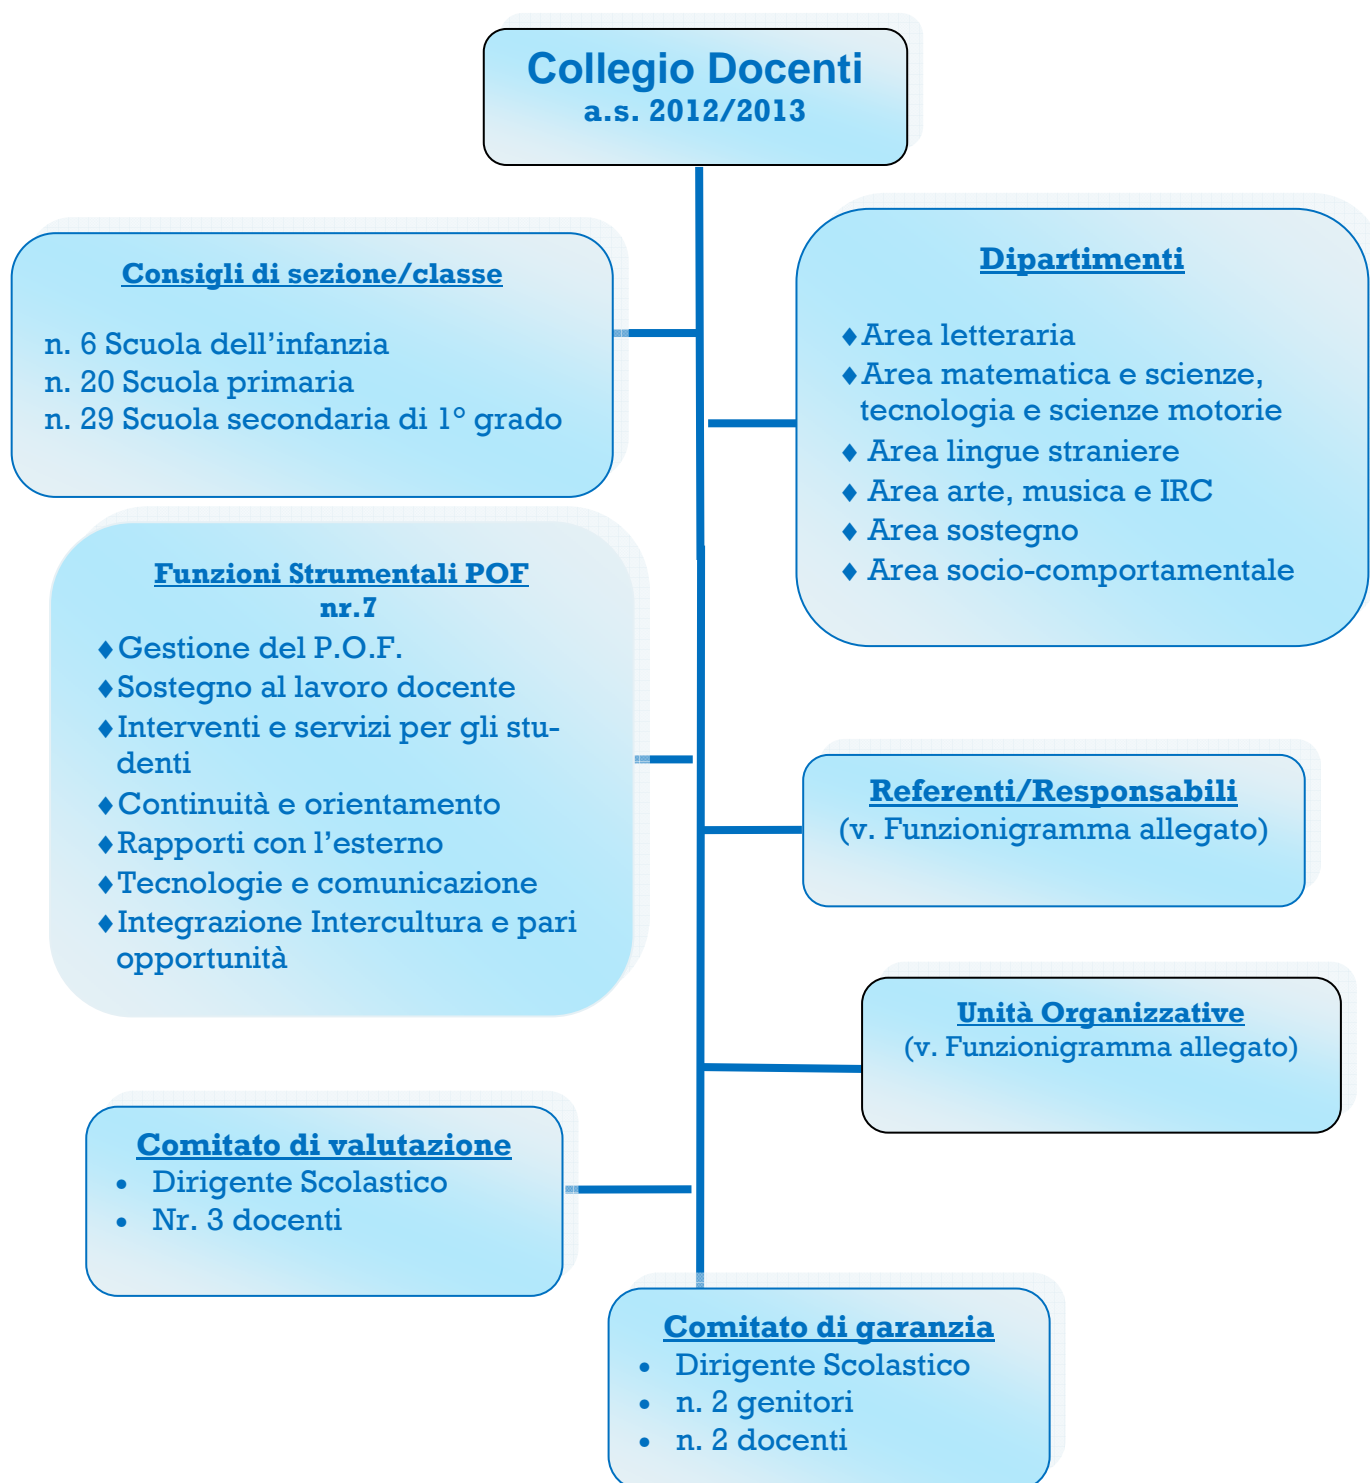 Collegio Docenti
a.s. 2012/2013
Consigli di sezione/classe
n. 6 Scuola dell’infanzia
n. 20 Scuola primaria
n. 29 Scuola secondaria di 1° grado
Dipartimenti
♦Area letteraria
♦Area matematica e scienze,
tecnologia e scienze motorie
♦ Area lingue straniere
♦ Area arte, musica e IRC
♦ Area sostegno
♦ Area socio-comportamentale
Funzioni Strumentali POF
nr.7
♦Gestione del P.O.F.
♦Sostegno al lavoro docente
♦Interventi e servizi per gli stu-
denti
♦Continuità e orientamento
♦Rapporti con l’esterno
♦Tecnologie e comunicazione
♦Integrazione Intercultura e pari
opportunità
Referenti/Responsabili
(v. Funzionigramma allegato)
Unità Organizzative
(v. Funzionigramma allegato)
Comitato di valutazione
• Dirigente Scolastico
• Nr. 3 docenti
Comitato di garanzia
• Dirigente Scolastico
• n. 2 genitori
• n. 2 docenti